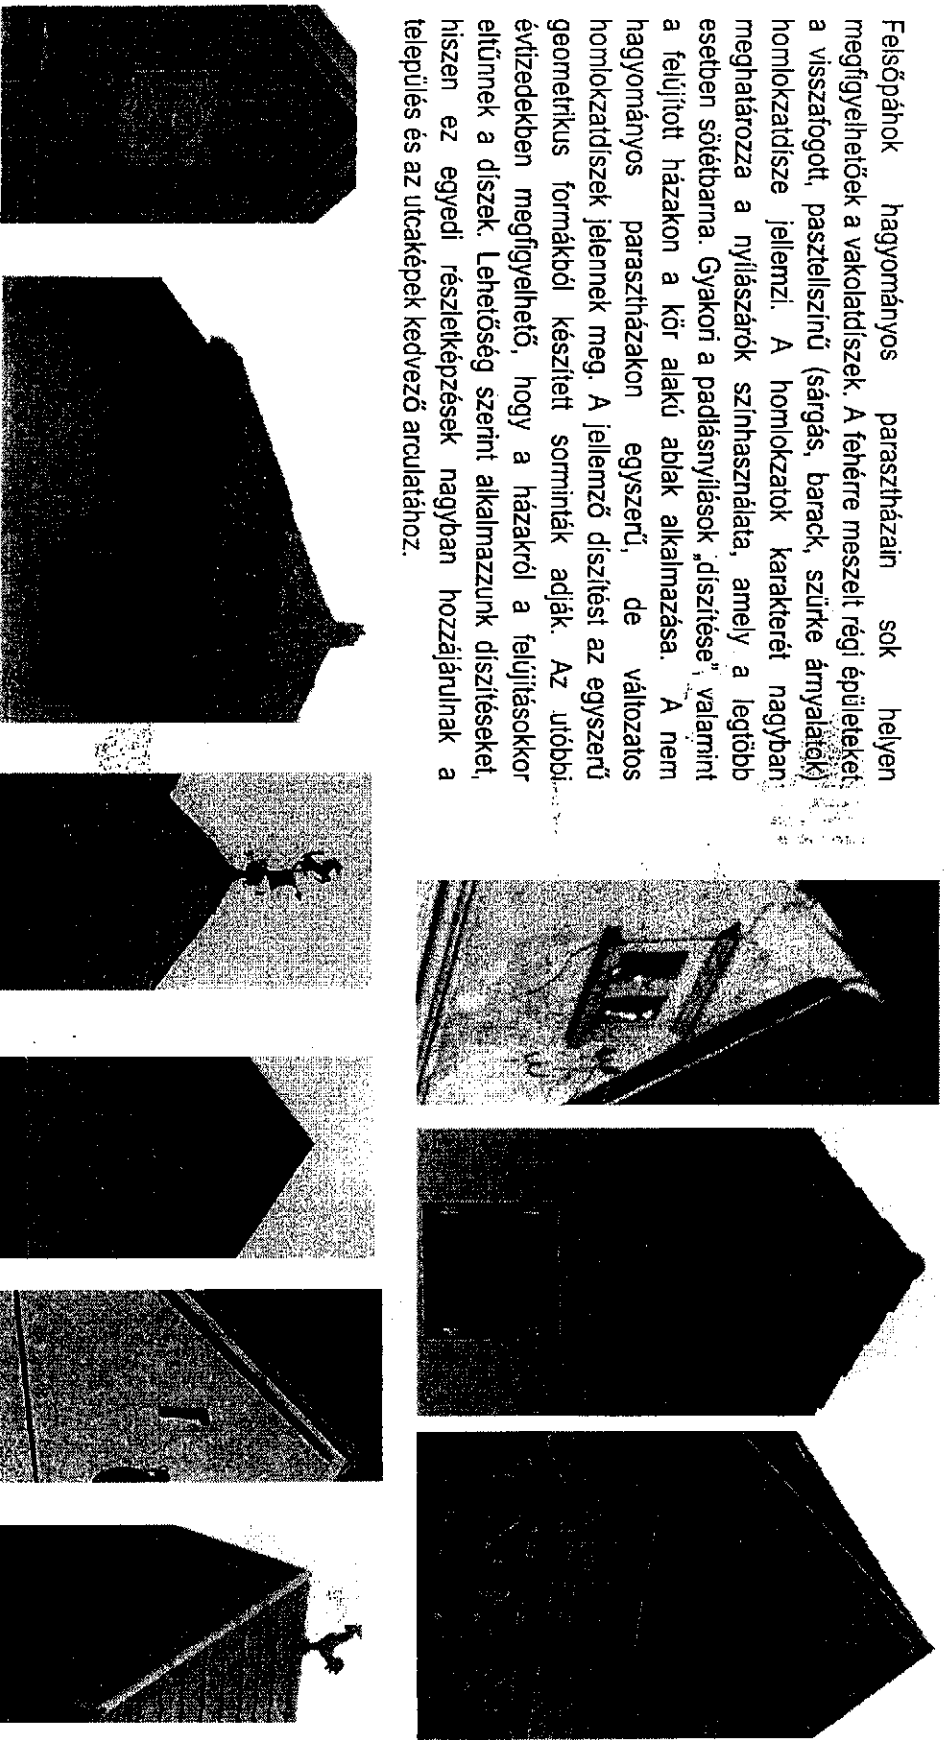 Felsőpáhok hagyományos parasztházain sok helyen
megfigyelhetőek a vakolatdíszek. A fehérre meszelt régi épületeket
a visszafogott, pasztellszínű (sárgás, barack, szürke árnyalatok)
homlokzatdísze jellemzi. A homlokzatok karakterét nagyban
meghatározza a nyílászárók színhasználata, amely a legtöbb
esetben sötétbarna. Gyakori a padlásnyílások „díszítése”, valamint
a felújított házakon a kör alakú ablak alkalmazása. A nem
hagyományos parasztházakon egyszerű, de változatos
homlokzatdíszek jelennek meg. A jellemző díszítést az egyszerű
geometrikus formákból készített sorminták adják. Az utóbbi
évtizedekben megfigyelhető, hogy a házakról a felújításokkor
eltűnnek a díszek. Lehetőség szerint alkalmazzunk díszítéseket,
hiszen ez egyedi részletképzések nagyban hozzájárulnak a
település és az utcaképek kedvező arculatához.